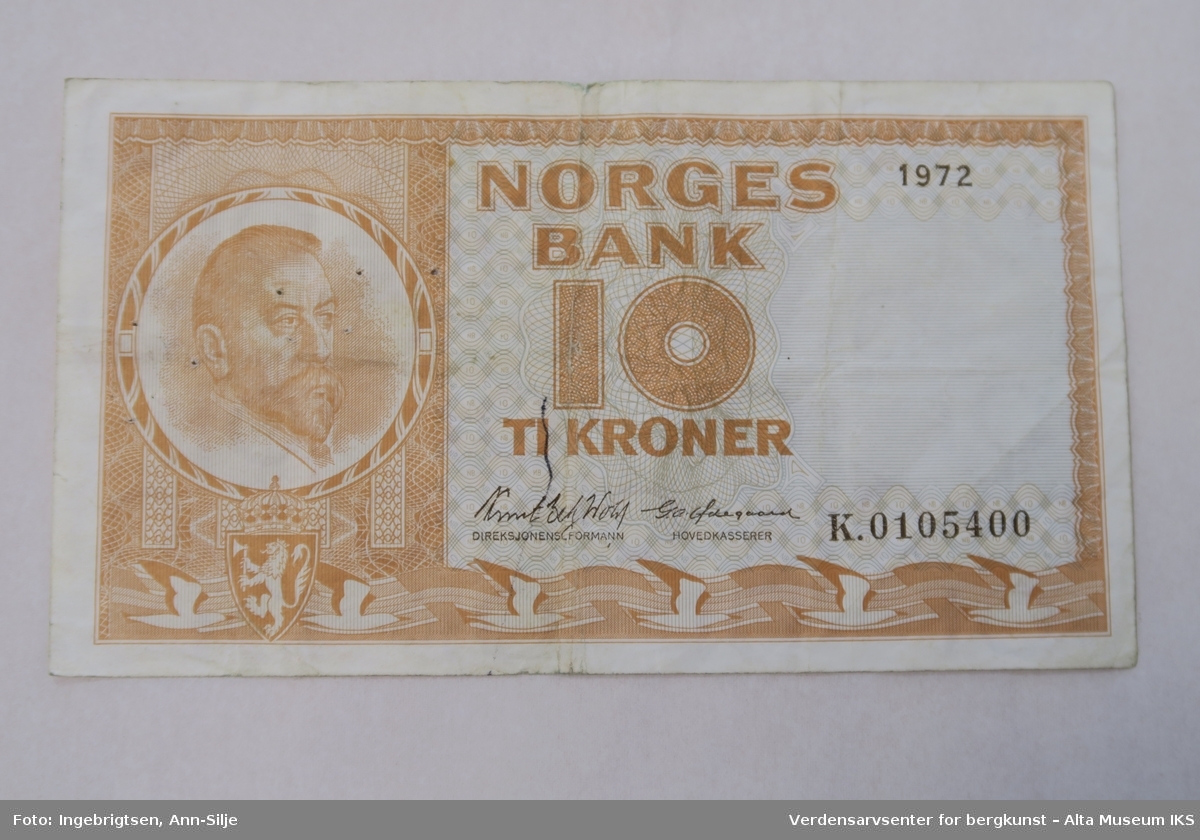 NORGES
1972
BANK
10
TI KRONER
DIREKSJONENS FORMANN
HOVEDKASSERER
K.0105400
Foto: Ingebrigtsen, Ann-Silje
Verdensarvsenter for bergkunst – Alta Museum IKS